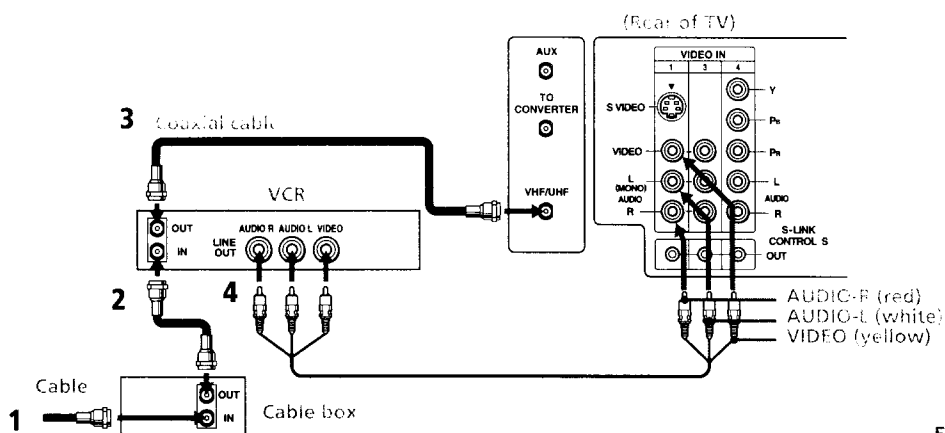 (Rear of TV)
AUX
TO
CONVERTER
VHF/UHF
VIDEO IN
1 3 4
S VIDEO
Y
PB
VIDEO
PR
L
(MONO)
AUDIO
R
L
AUDIO
R
S-LINK
CONTROL S
OUT
3 Coaxial cable
VCR
OUT
IN
LINE
OUT
AUDIO R AUDIO L VIDEO
2
4
AUDIO-R (red)
AUDIO-L (white)
VIDEO (yellow)
Cable
1
OUT
IN
Cable box